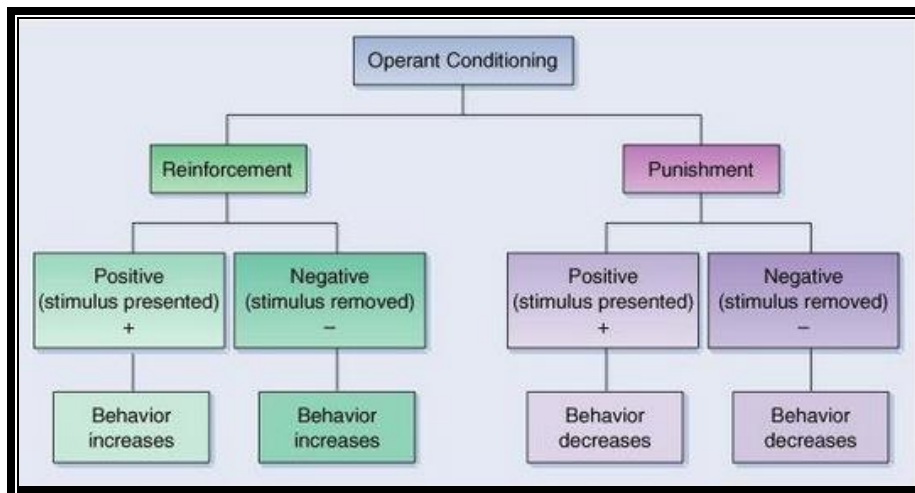 Operant Conditioning
Reinforcement
Punishment
Positive
(stimulus presented)
+
Negative
(stimulus removed)
–
Positive
(stimulus presented)
+
Negative
(stimulus removed)
–
Behavior
increases
Behavior
increases
Behavior
decreases
Behavior
decreases